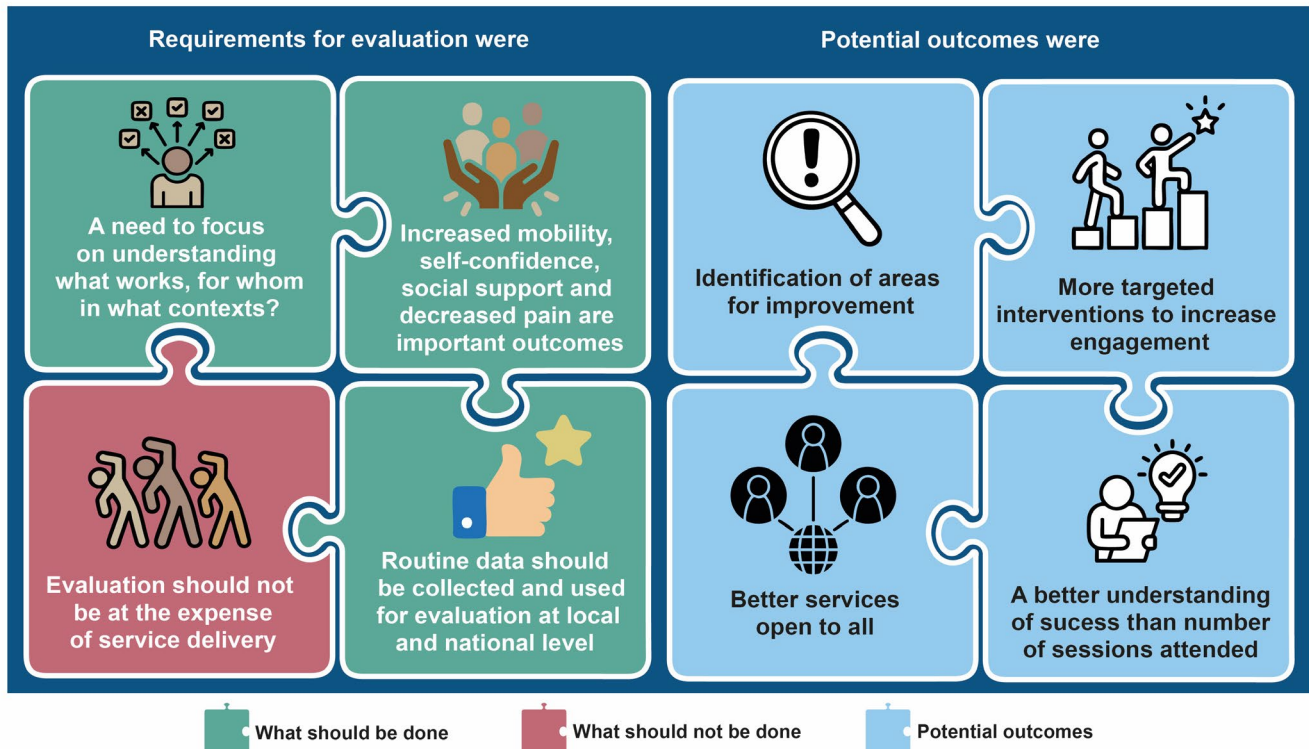 Requirements for evaluation were
A need to focus
on understanding
what works, for whom
in what contexts?
Increased mobility,
self-confidence,
social support and
decreased pain are
important outcomes
Evaluation should not
be at the expense
of service delivery
Routine data should
be collected and used
for evaluation at local
and national level
Potential outcomes were
Identification of areas
for improvement
More targeted
interventions to increase
engagement
Better services
open to all
A better understanding
of sucess than number
of sessions attended
What should be done
What should not be done
Potential outcomes